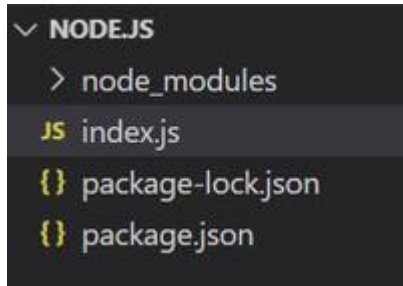 NODE.JS
node_modules
JS index.js
{} package-lock.json
{} package.json